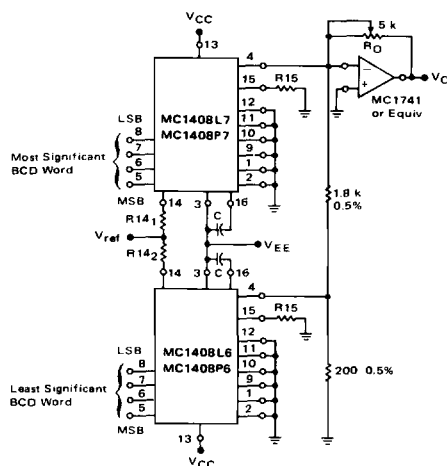 VCC
13
4
5 k
RO
VO
MC1741
or Equiv
15
R15
MC1408L7
MC1408P7
12
11
10
9
1
2
LSB
8
7
6
5
MSB
Most Significant
BCD Word
14
3
16
C
R141
Vref
R142
VEE
1.8 k
0.5%
14
3
C
16
4
15
R15
MC1408L6
MC1408P6
12
11
10
9
1
2
200 0.5%
LSB
8
7
6
5
MSB
Least Significant
BCD Word
13
VCC